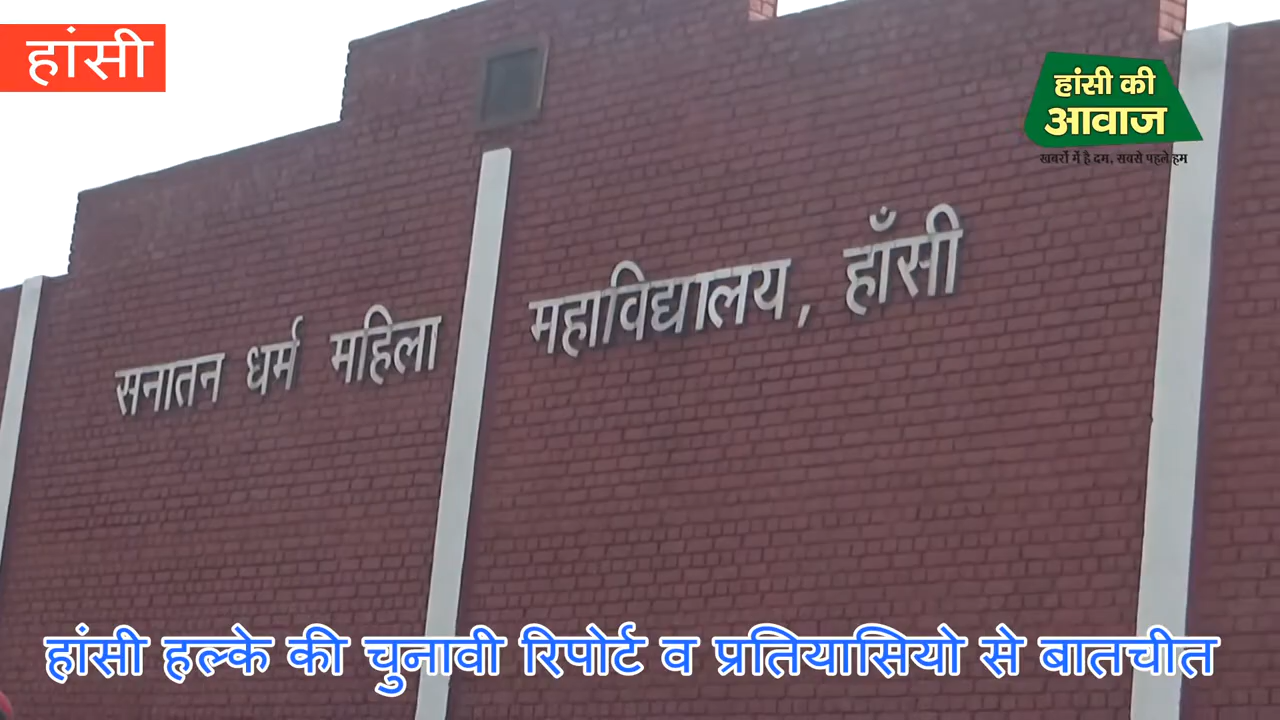 हांसी
हांसी की
आवाज
खबरों में है दम, सबसे पहले हम
सनातन धर्म महिला महाविद्यालय, हाँसी
हांसी हल्के की चुनावी रिपोर्ट व प्रतियासियो से बातचीत